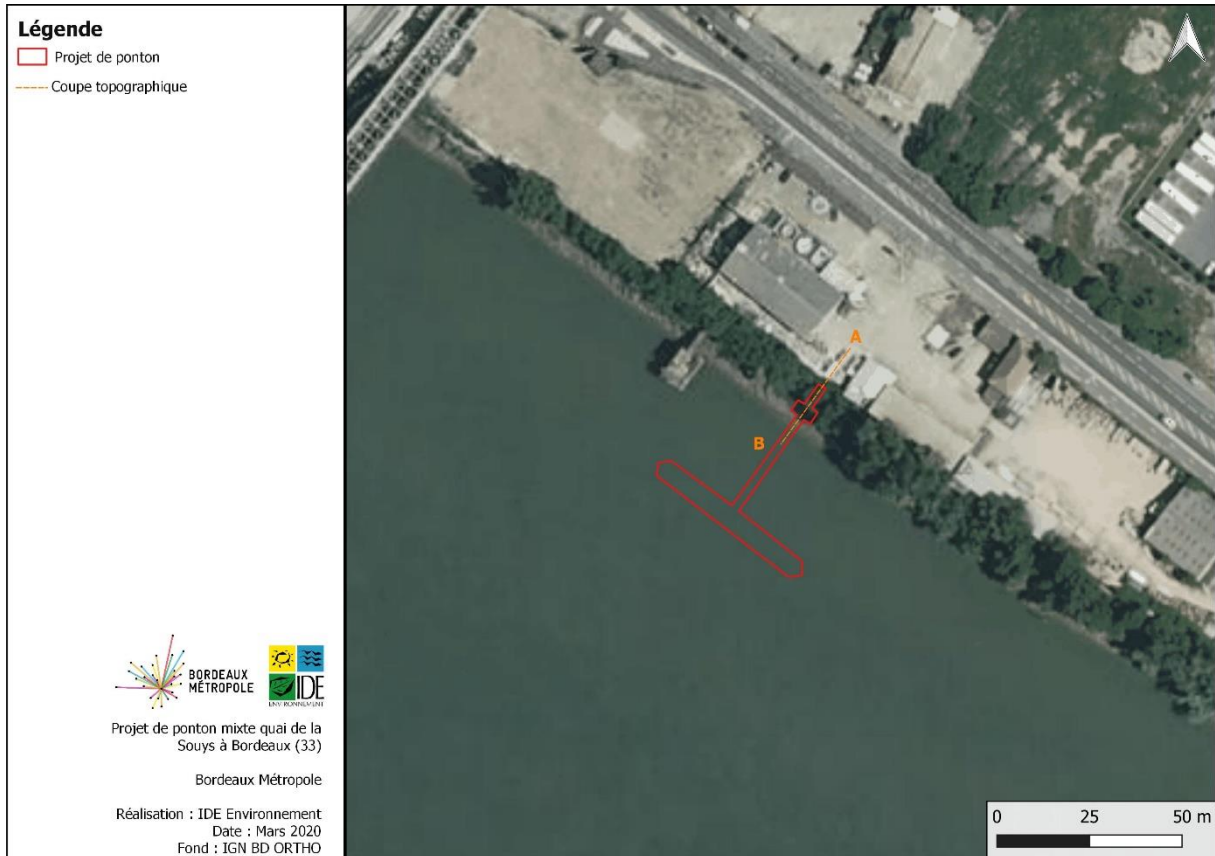 Légende
Projet de ponton
Coupe topographique
A
B
BORDEAUX
MÉTROPOLE
IDE
ENVIRONNEMENT
Projet de ponton mixte quai de la
Souys à Bordeaux (33)
Bordeaux Métropole
Réalisation : IDE Environnement
Date : Mars 2020
Fond : IGN BD ORTHO
0 25 50 m